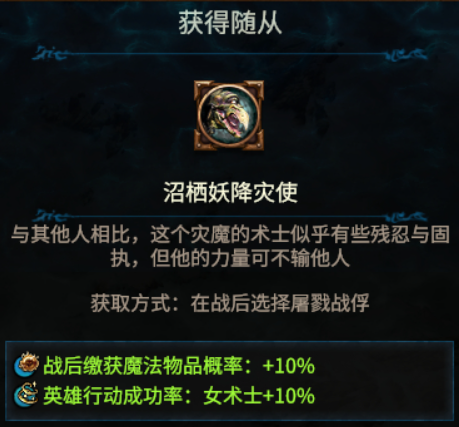 获得随从
沼栖妖降灾使
与其他人相比，这个灾魔的术士似乎有些残忍与固
执，但他的力量可不输他人
获取方式：在战后选择屠戮战俘
战后缴获魔法物品概率：+10%
英雄行动成功率：女术士+10%